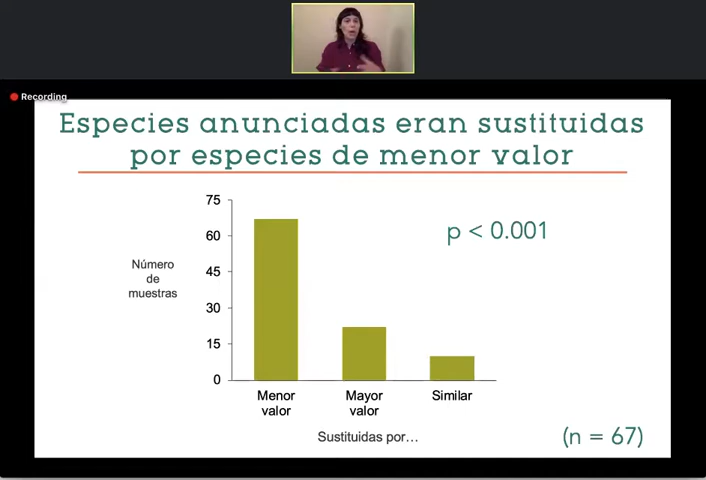 Recording
Especies anunciadas eran sustituidas
por especies de menor valor
75
60
45
30
15
0
Número
de
muestras
p < 0.001
Menor
valor
Mayor
valor
Similar
Sustituidas por...
(n = 67)